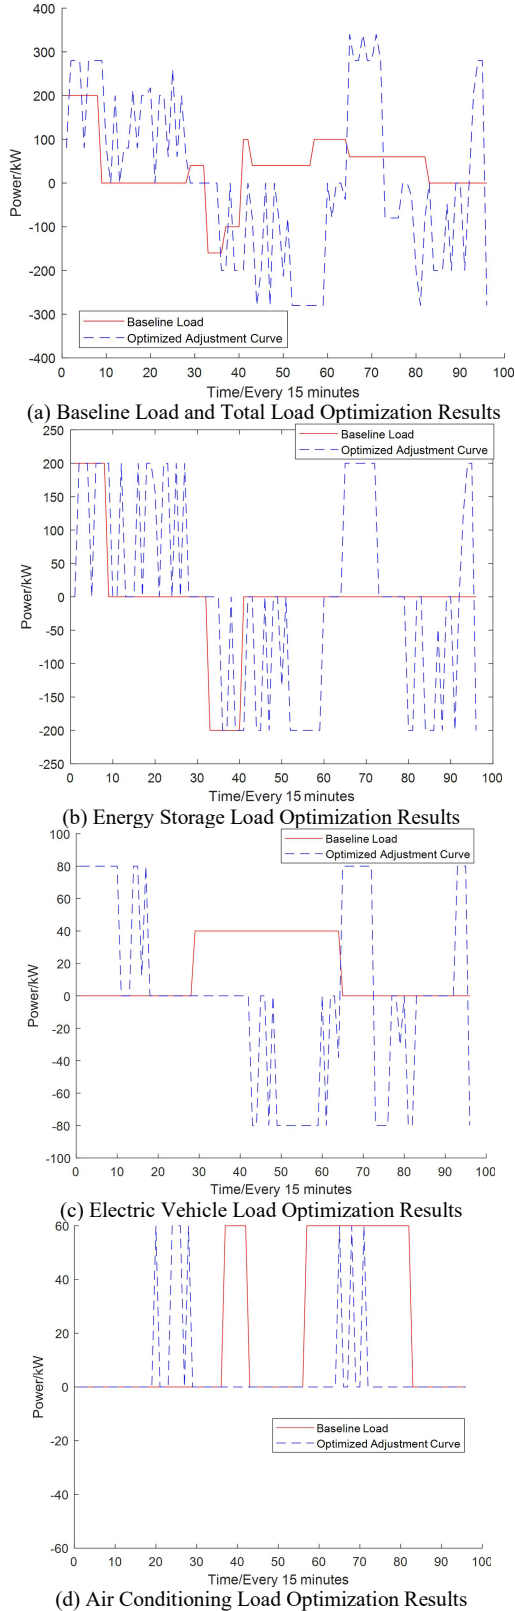 400
300
200
100
0
-100
-200
-300
-400
Power/kW
Baseline Load
Optimized Adjustment Curve
0 10 20 30 40 50 60 70 80 90 100
Time/Every 15 minutes
(a) Baseline Load and Total Load Optimization Results
250
200
150
100
50
0
-50
-100
-150
-200
-250
Power/kW
Baseline Load
Optimized Adjustment Curve
0 10 20 30 40 50 60 70 80 90 100
Time/Every 15 minutes
(b) Energy Storage Load Optimization Results
100
80
60
40
20
0
-20
-40
-60
-80
-100
Power/kW
Baseline Load
Optimized Adjustment Curve
0 10 20 30 40 50 60 70 80 90 100
Time/Every 15 minutes
(c) Electric Vehicle Load Optimization Results
60
40
20
0
-20
-40
-60
Power/kW
Baseline Load
Optimized Adjustment Curve
0 10 20 30 40 50 60 70 80 90 100
Time/Every 15 minutes
(d) Air Conditioning Load Optimization Results